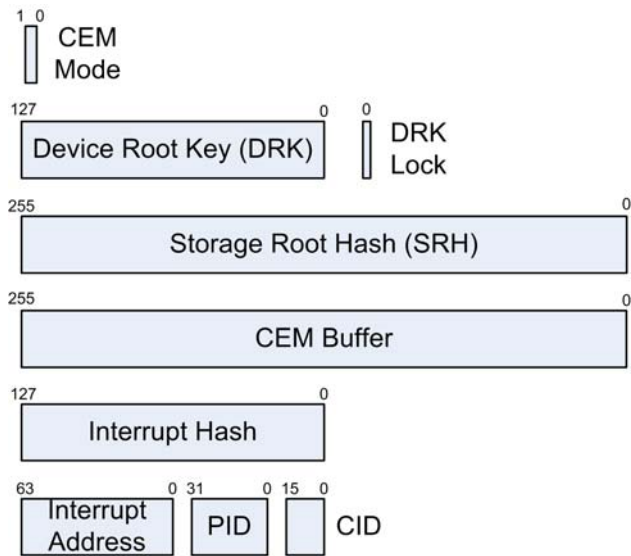 1 0
CEM
Mode
127 0 0
Device Root Key (DRK)
DRK
Lock
255 0
Storage Root Hash (SRH)
255 0
CEM Buffer
127 0
Interrupt Hash
63 0 31 0 15 0
Interrupt
Address
PID
CID